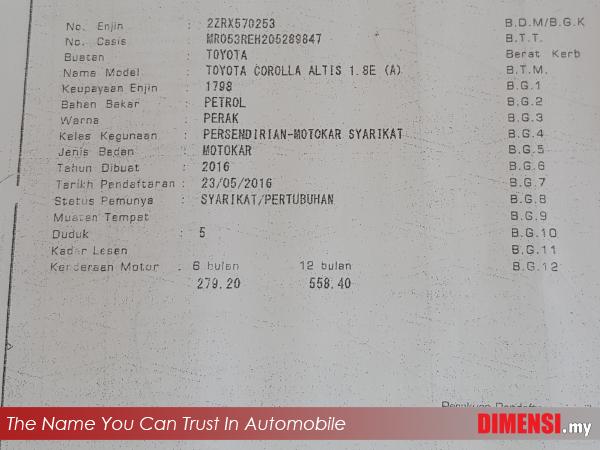 No. Enjin : 2ZRX570253 B.D.M/B.G.K
No. Casis : MR053REH205289847 B.T.T.
Buatan : TOYOTA Berat Kerb
Nama Model : TOYOTA COROLLA ALTIS 1.8E (A) B.T.M.
Keupayaan Enjin : 1798 B.G.1
Bahan Bakar : PETROL B.G.2
Warna : PERAK B.G.3
Kelas Kegunaan : PERSENDIRIAN-MOTOKAR SYARIKAT B.G.4
Jenis Badan : MOTOKAR B.G.5
Tahun Dibuat : 2016 B.G.6
Tarikh Pendaftaran : 23/05/2016 B.G.7
Status Pemunya : SYARIKAT/PERTUBUHAN B.G.8
Muatan Tempat B.G.9
Duduk : 5 B.G.10
Kadar Lesen B.G.11
Kenderaan Motor . 6 bulan 12 bulan B.G.12
279.20 558.40
The Name You Can Trust In Automobile DIMENSI.my